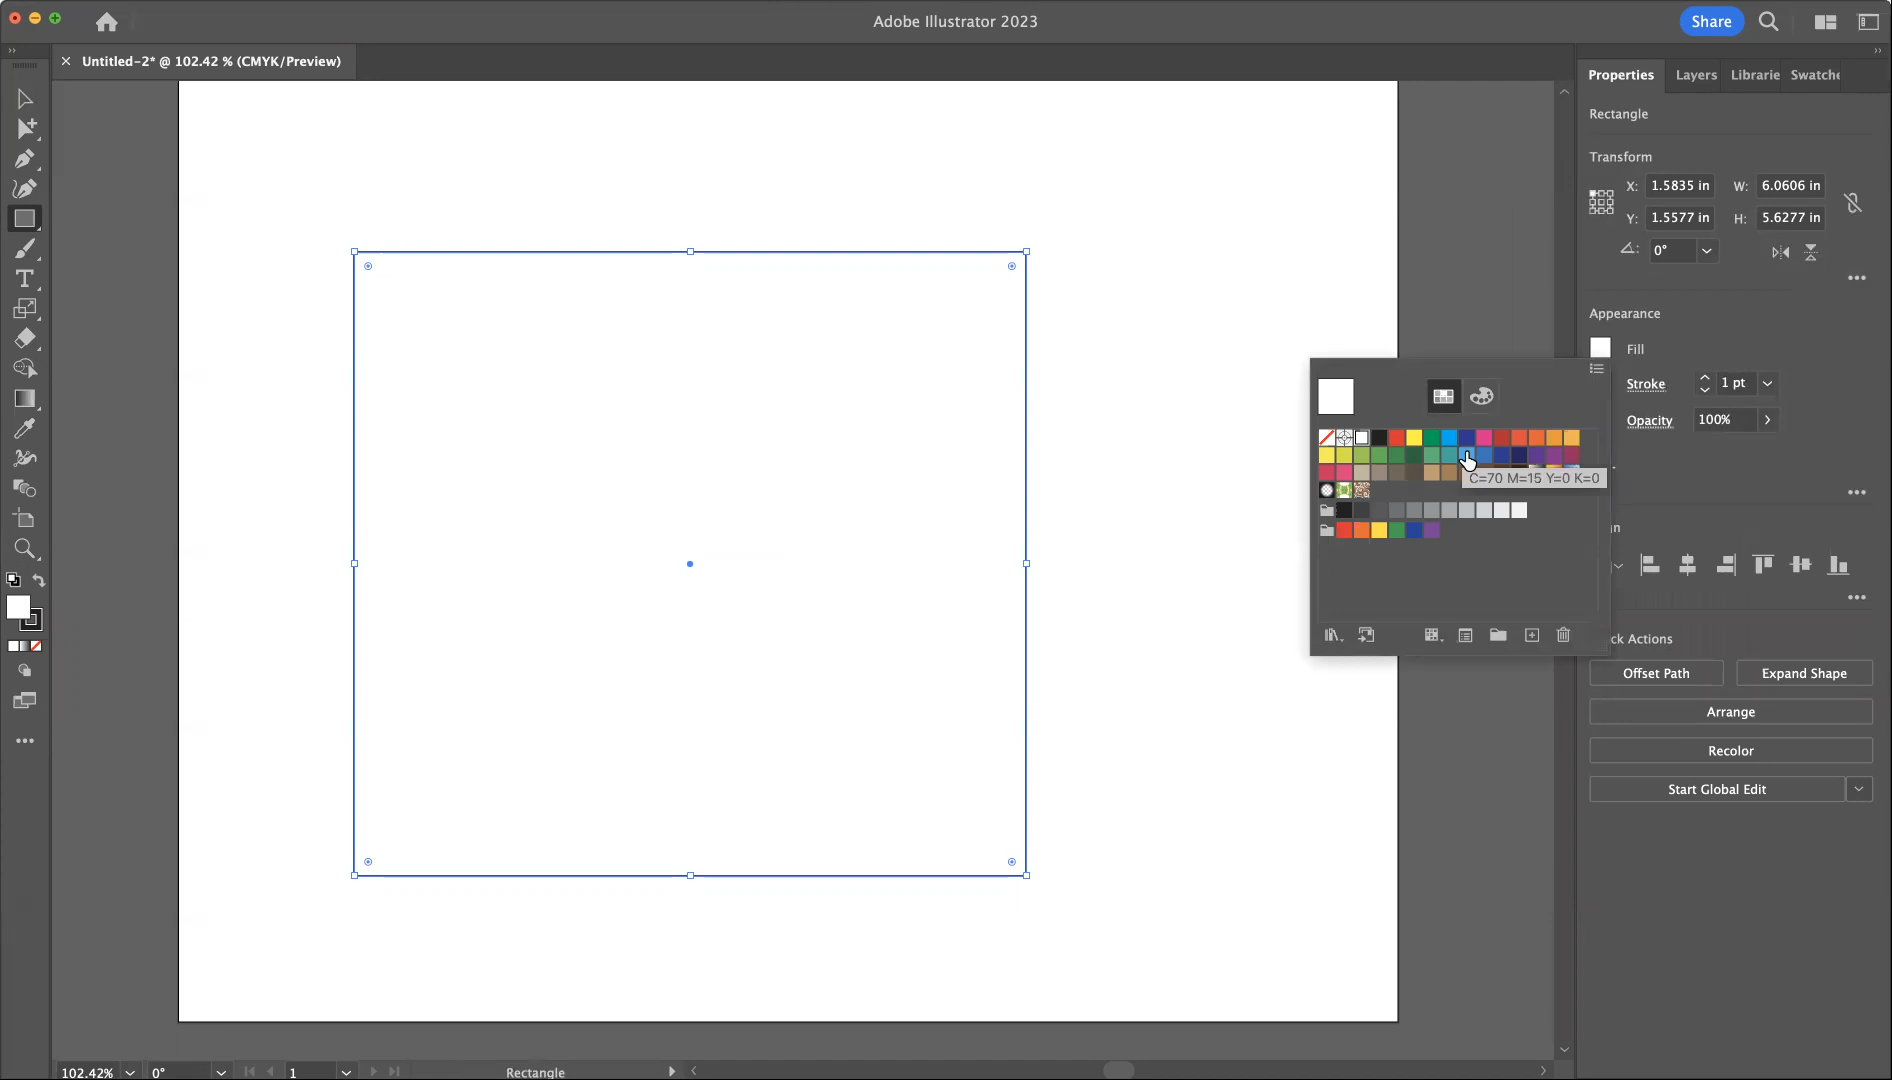 Adobe Illustrator 2023
Share
Untitled-2* @ 102.42 % (CMYK/Preview)
Properties
Layers
Librarie
Swatche
Rectangle
Transform
X: 1.5835 in
W: 6.0606 in
Y: 1.5577 in
H: 5.6277 in
0°
Appearance
Fill
Stroke
1 pt
Opacity
100%
C=70 M=15 Y=0 K=0
gn
ck Actions
Offset Path
Expand Shape
Arrange
Recolor
Start Global Edit
102.42%
0°
1
Rectangle